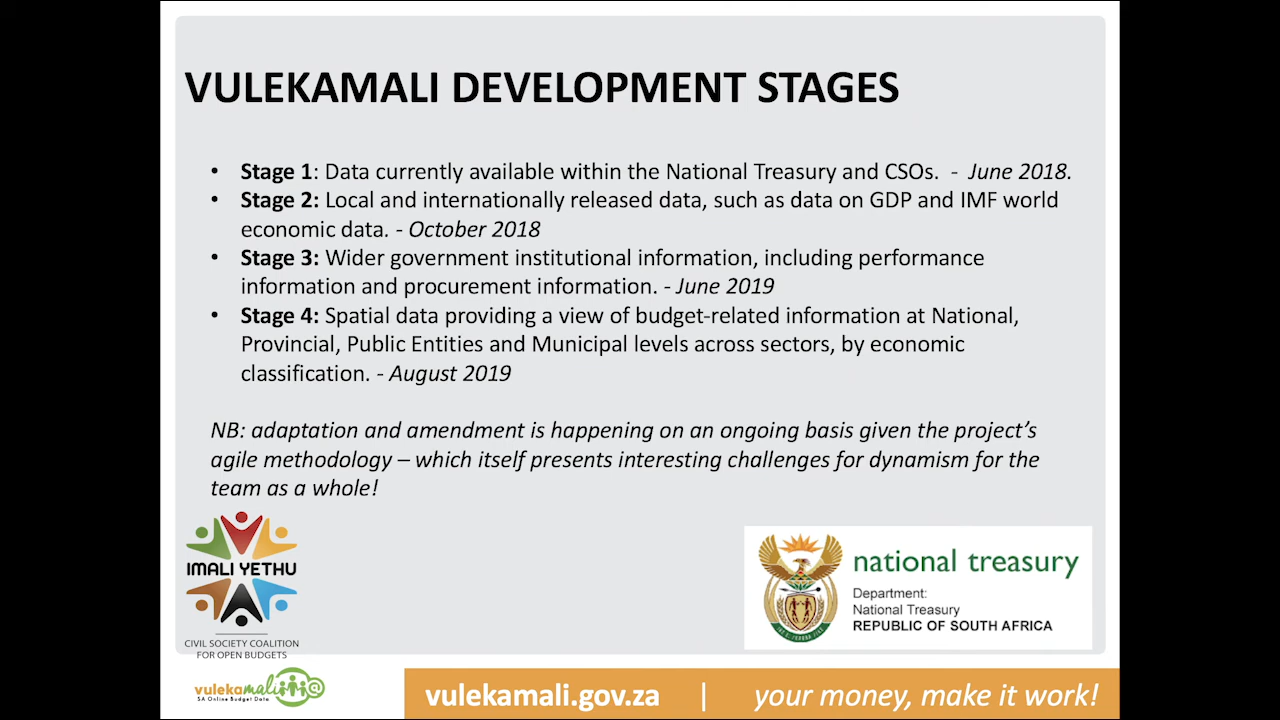 VULEKAMALI DEVELOPMENT STAGES
• Stage 1: Data currently available within the National Treasury and CSOs. - June 2018.
• Stage 2: Local and internationally released data, such as data on GDP and IMF world
economic data. - October 2018
• Stage 3: Wider government institutional information, including performance
information and procurement information. - June 2019
• Stage 4: Spatial data providing a view of budget-related information at National,
Provincial, Public Entities and Municipal levels across sectors, by economic
classification. - August 2019
NB: adaptation and amendment is happening on an ongoing basis given the project's
agile methodology – which itself presents interesting challenges for dynamism for the
team as a whole!
IMALI YETHU
CIVIL SOCIETY COALITION
FOR OPEN BUDGETS
national treasury
Department:
National Treasury
REPUBLIC OF SOUTH AFRICA
vulekamali
SA Online Budget Data
vulekamali.gov.za | your money, make it work!